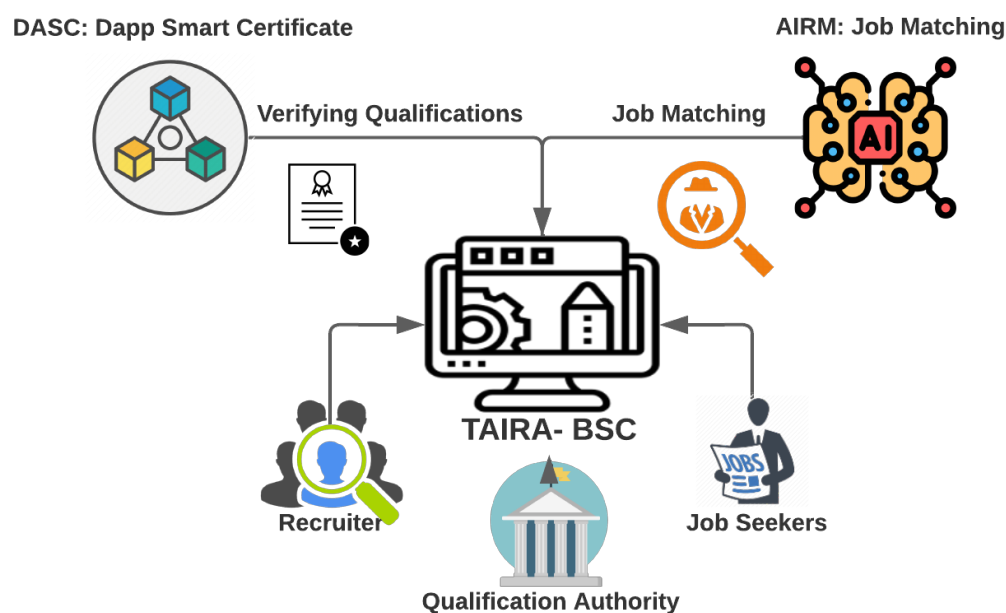 DASC: Dapp Smart Certificate
AIRM: Job Matching
Verifying Qualifications
Job Matching
AI
TAIRA- BSC
JOBS
Recruiter
Job Seekers
Qualification Authority